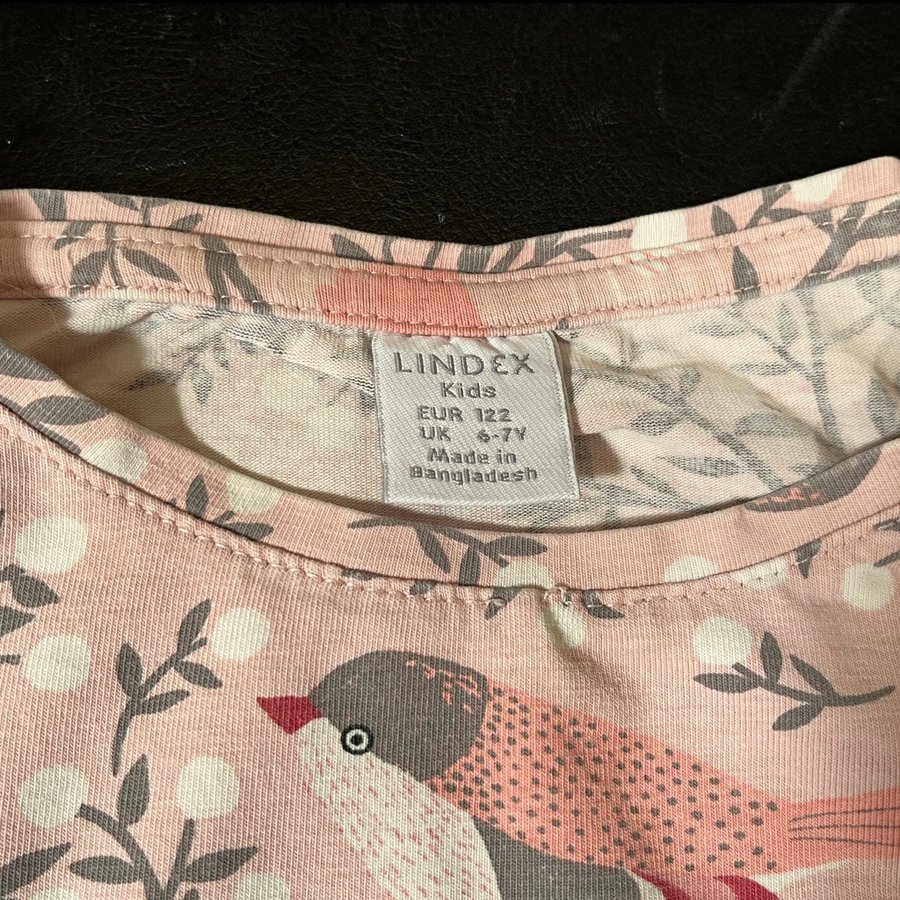 LINDEX
Kids
EUR 122
UK 6-7Y
Made in
Bangladesh